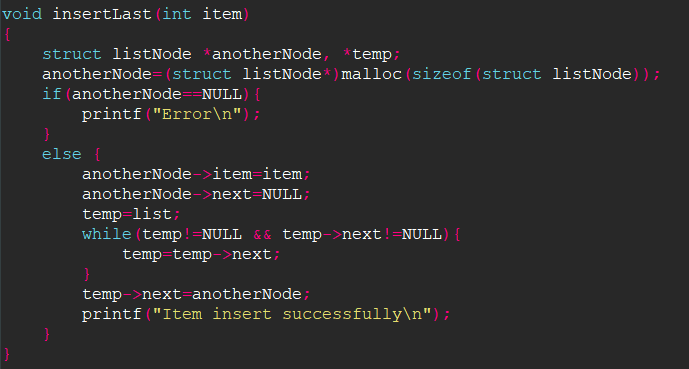 void insertLast(int item)
{
    struct listNode *anotherNode, *temp;
    anotherNode=(struct listNode*)malloc(sizeof(struct listNode));
    if(anotherNode==NULL){
        printf("Error\n");
    }
    else {
        anotherNode->item=item;
        anotherNode->next=NULL;
        temp=list;
        while(temp!=NULL && temp->next!=NULL){
            temp=temp->next;
        }
        temp->next=anotherNode;
        printf("Item insert successfully\n");
    }
}